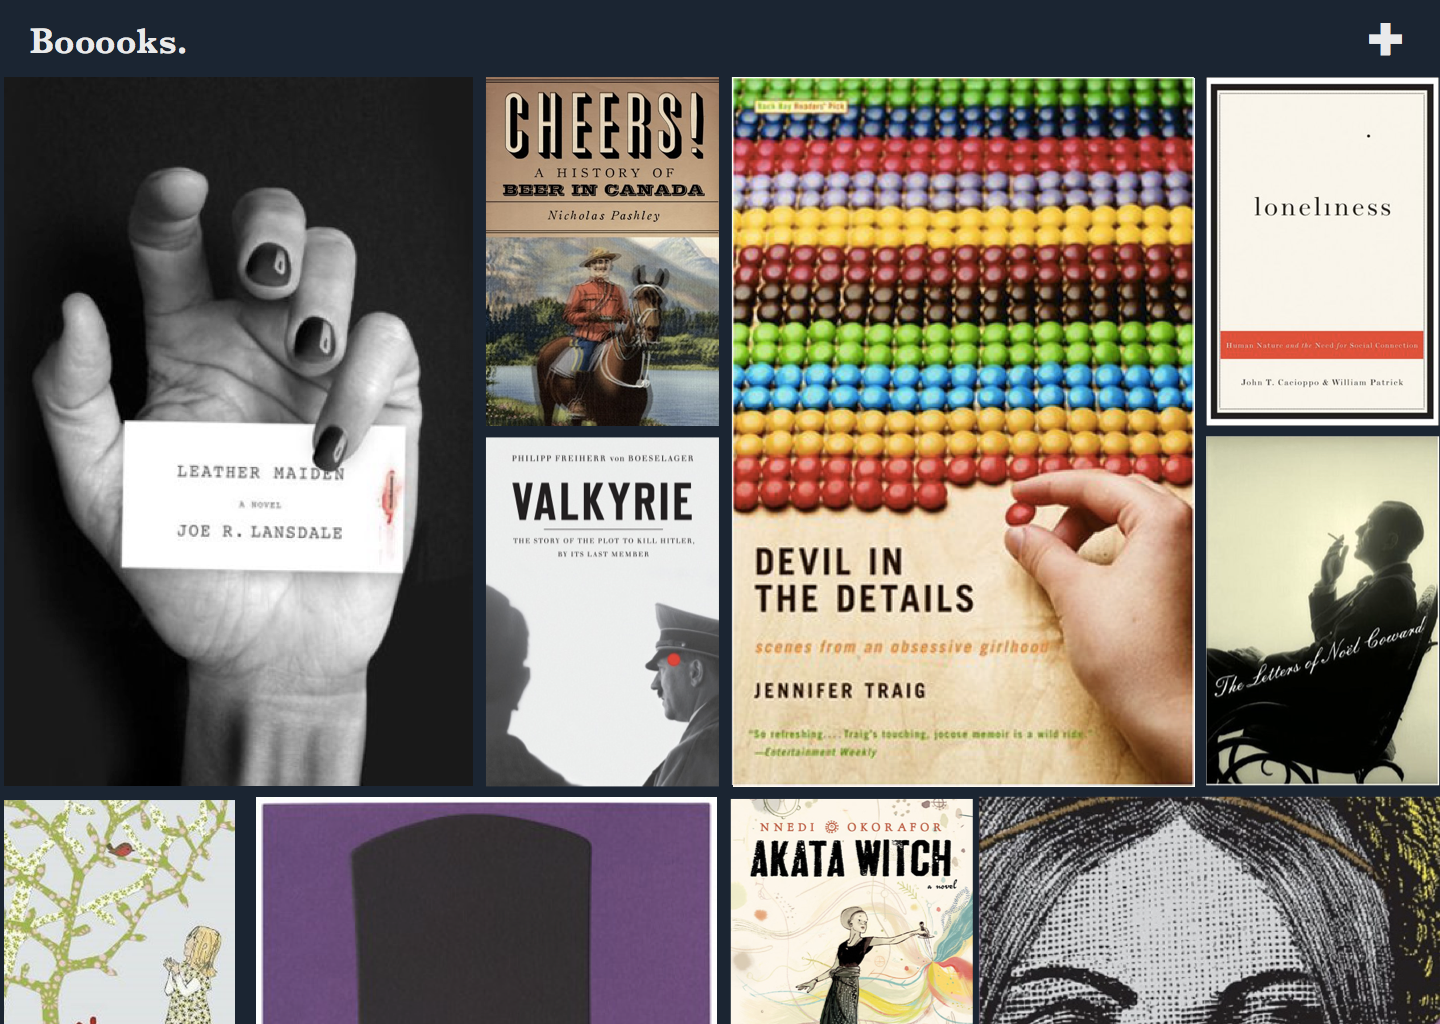 Booooks.
LEATHER MAIDEN
A NOVEL
JOE R. LANSDALE
CHEERS!
A HISTORY OF
BEER IN CANADA
Nicholas Pashley
PHILIPP FREIHERR von BOESELAGER
VALKYRIE
THE STORY OF THE PLOT TO KILL HITLER,
BY ITS LAST MEMBER
Back Bay Readers' Pick
DEVIL IN
THE DETAILS
scenes from an obsessive girlhood
JENNIFER TRAIG
"So refreshing.... Traig's touching, jocose memoir is a wild ride."
—Entertainment Weekly
lonelıness
Human Nature and the Need for Social Connection
John T. Cacioppo & William Patrick
The Letters of Noël Coward
NNEDI OKORAFOR
AKATA WITCH
a novel